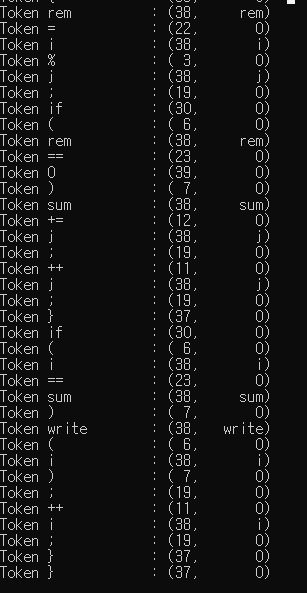 Token rem : (38, rem)
Token = : (22, 0)
Token i : (38, i)
Token % : ( 3, 0)
Token j : (38, j)
Token ; : (19, 0)
Token if : (30, 0)
Token ( : ( 6, 0)
Token rem : (38, rem)
Token == : (23, 0)
Token 0 : (39, 0)
Token ) : ( 7, 0)
Token sum : (38, sum)
Token += : (12, 0)
Token j : (38, j)
Token ; : (19, 0)
Token ++ : (11, 0)
Token j : (38, j)
Token ; : (19, 0)
Token } : (37, 0)
Token if : (30, 0)
Token ( : ( 6, 0)
Token i : (38, i)
Token == : (23, 0)
Token sum : (38, sum)
Token ) : ( 7, 0)
Token write : (38, write)
Token ( : ( 6, 0)
Token i : (38, i)
Token ) : ( 7, 0)
Token ; : (19, 0)
Token ++ : (11, 0)
Token i : (38, i)
Token ; : (19, 0)
Token } : (37, 0)
Token } : (37, 0)